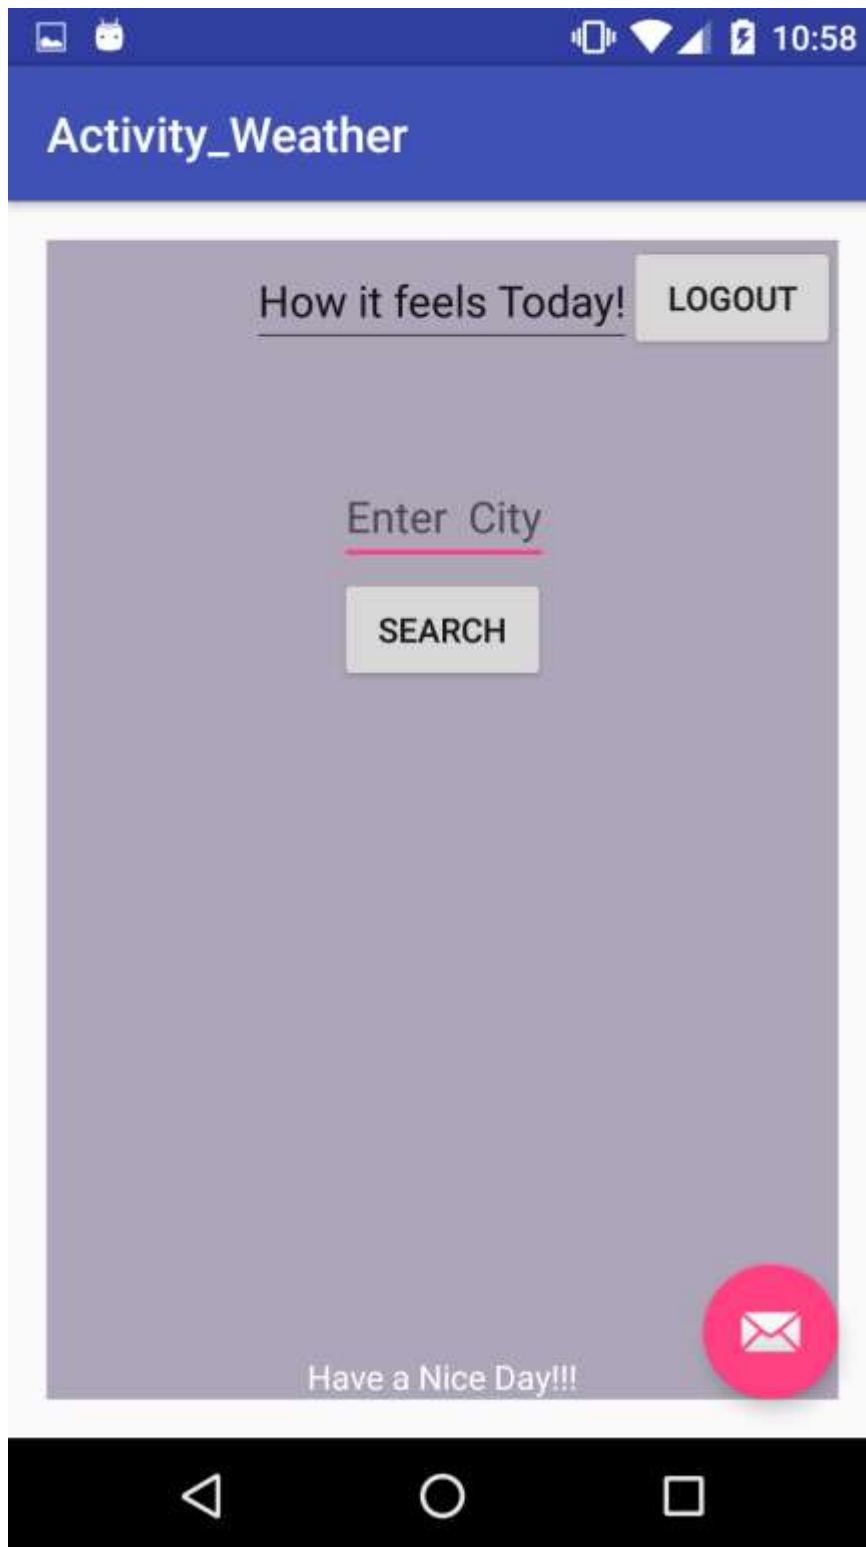 10:58
Activity_Weather
How it feels Today! LOGOUT
Enter City
SEARCH
Have a Nice Day!!!